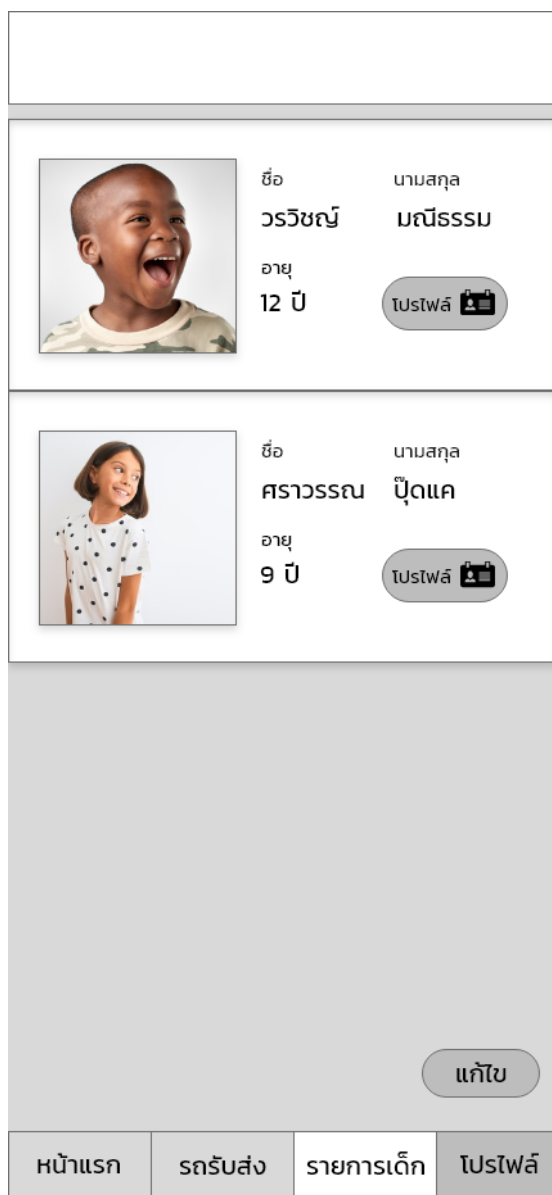 ชื่อ นามสกุล
วรวิชญ์ มณีธรรม
อายุ
12 ปี
โปรไฟล์
ชื่อ นามสกุล
ศราวรรณ ปุ๊ดแค
อายุ
9 ปี
โปรไฟล์
แก้ไข
หน้าแรก รถรับส่ง รายการเด็ก โปรไฟล์